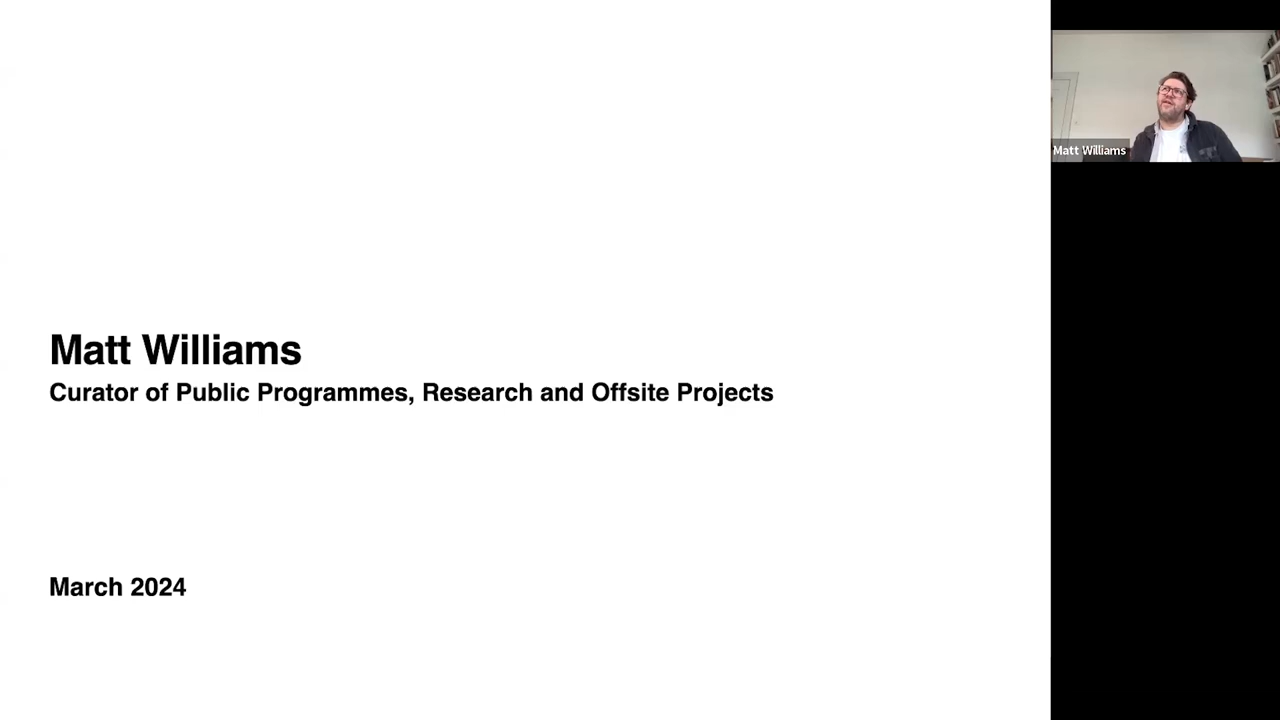 Matt Williams
Curator of Public Programmes, Research and Offsite Projects
March 2024
Matt Williams